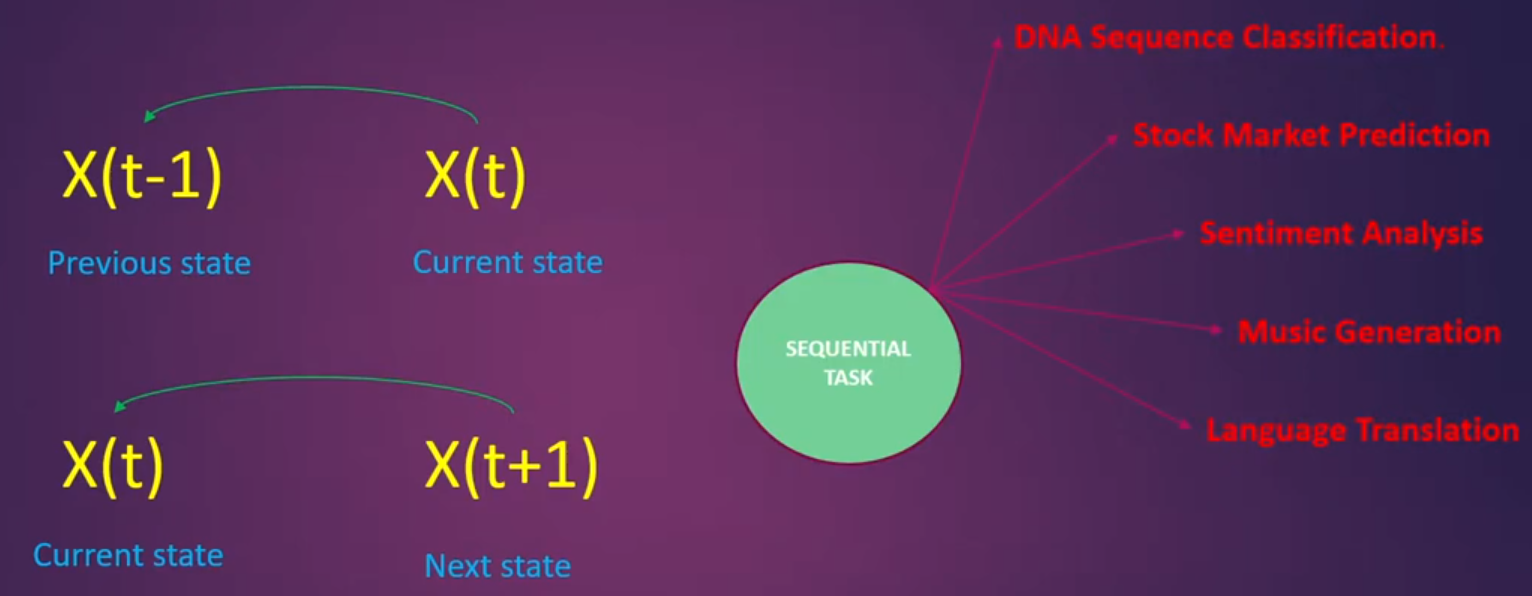 X(t-1)
X(t)
Previous state
Current state
X(t)
X(t+1)
Current state
Next state
SEQUENTIAL
TASK
DNA Sequence Classification.
Stock Market Prediction
Sentiment Analysis
Music Generation
Language Translation